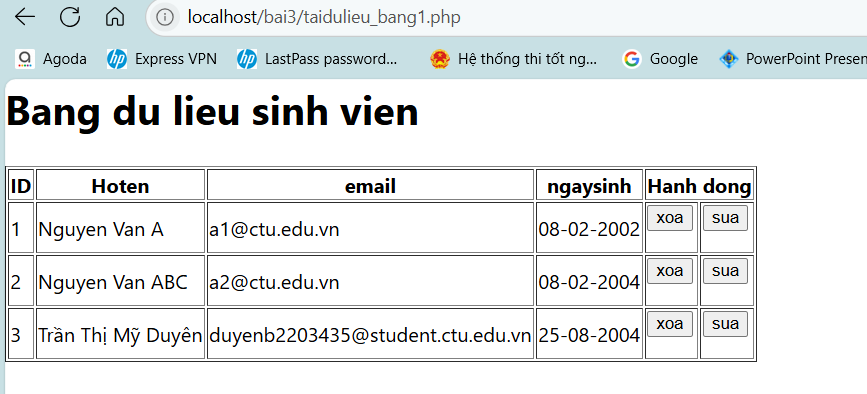 localhost/bai3/taidulieu_bang1.php
Agoda Express VPN LastPass password... Hệ thống thi tốt ng... Google PowerPoint Presen
Bang du lieu sinh vien
ID Hoten email ngaysinh Hanh dong
1 Nguyen Van A a1@ctu.edu.vn 08-02-2002 xoa sua
2 Nguyen Van ABC a2@ctu.edu.vn 08-02-2004 xoa sua
3 Trần Thị Mỹ Duyên duyenb2203435@student.ctu.edu.vn 25-08-2004 xoa sua